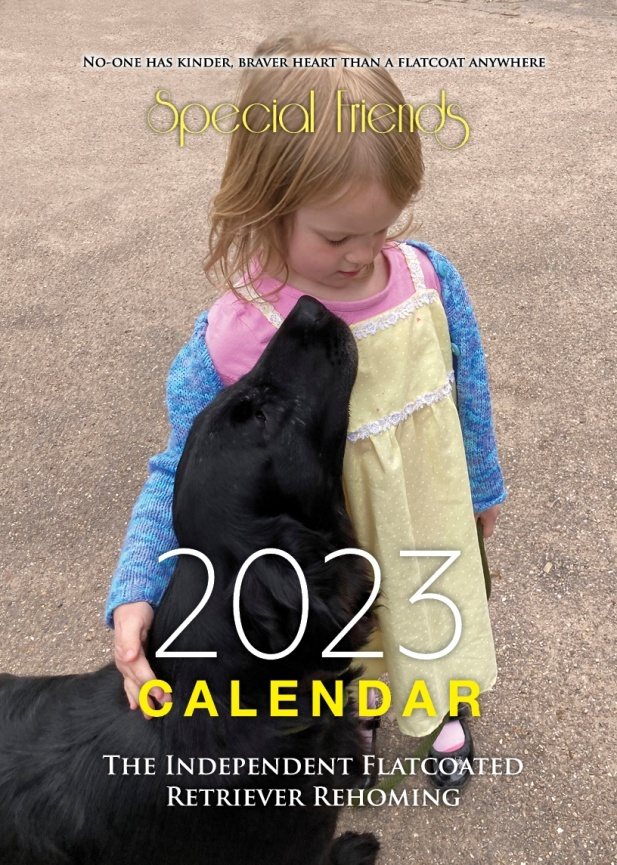 No-one has kinder, braver heart than a flatcoat anywhere
Special Friends
2023
CALENDAR
The Independent Flatcoated
Retriever Rehoming